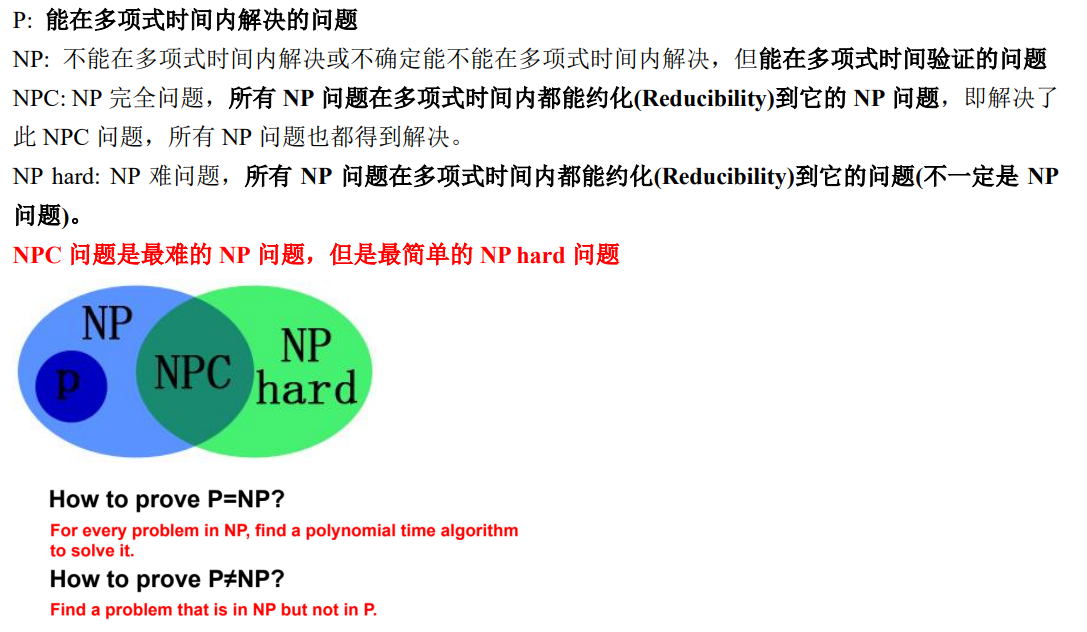 P: 能在多项式时间内解决的问题
NP: 不能在多项式时间内解决或不确定能不能在多项式时间内解决，但能在多项式时间验证的问题
NPC: NP 完全问题，所有 NP 问题在多项式时间内都能约化(Reducibility)到它的 NP 问题，即解决了
此 NPC 问题，所有 NP 问题也都得到解决。
NP hard: NP 难问题，所有 NP 问题在多项式时间内都能约化(Reducibility)到它的问题(不一定是 NP
问题)。
NPC 问题是最难的 NP 问题，但是最简单的 NP hard 问题
NP
p
NPC
NP
hard
How to prove P=NP?
For every problem in NP, find a polynomial time algorithm
to solve it.
How to prove P≠NP?
Find a problem that is in NP but not in P.